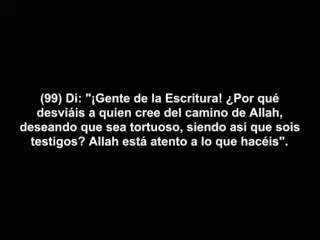 (99) Di: "¡Gente de la Escritura! ¿Por qué
desviáis a quien cree del camino de Allah,
deseando que sea tortuoso, siendo así que sois
testigos? Allah está atento a lo que hacéis".